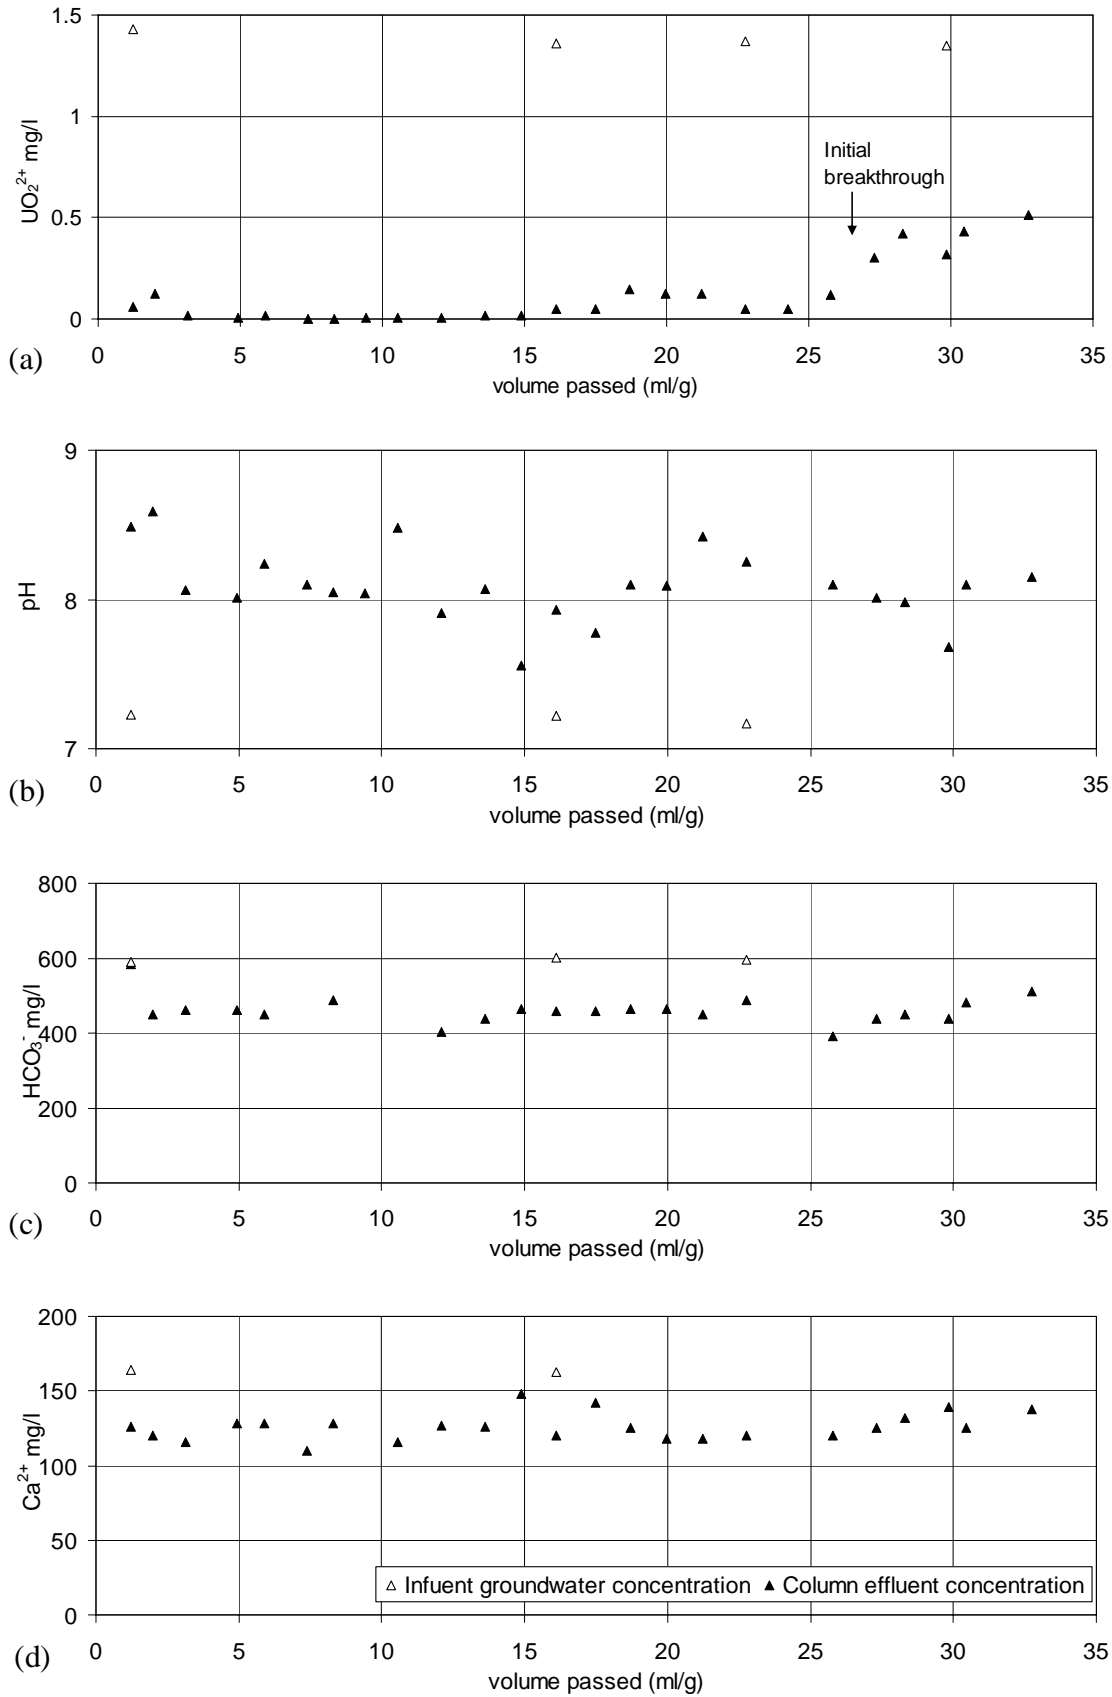 1.5
1
0.5
0
UO₂²⁺ mg/l
Initial
breakthrough
0 5 10 15 20 25 30 35
volume passed (ml/g)
(a)
9
8
7
pH
0 5 10 15 20 25 30 35
volume passed (ml/g)
(b)
800
600
400
200
0
HCO₃⁻ mg/l
0 5 10 15 20 25 30 35
volume passed (ml/g)
(c)
200
150
100
50
0
Ca²⁺ mg/l
Infuent groundwater concentration Column effluent concentration
0 5 10 15 20 25 30 35
volume passed (ml/g)
(d)